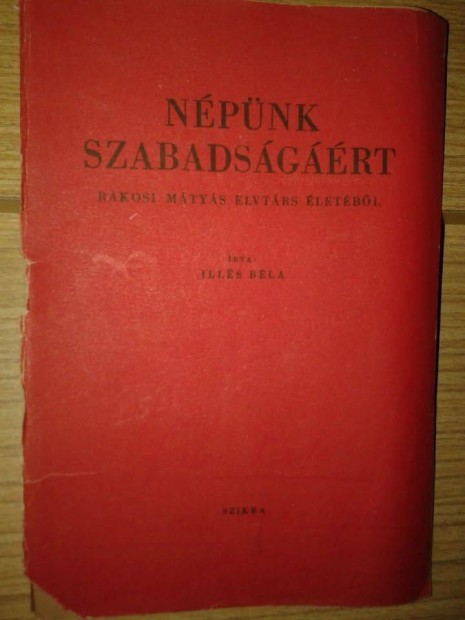 NÉPÜNK
SZABADSÁGÁÉRT
RÁKOSI MÁTYÁS ELVTÁRS ÉLETÉBŐL
ÍRTA
ILLÉS BÉLA
SZIKRA